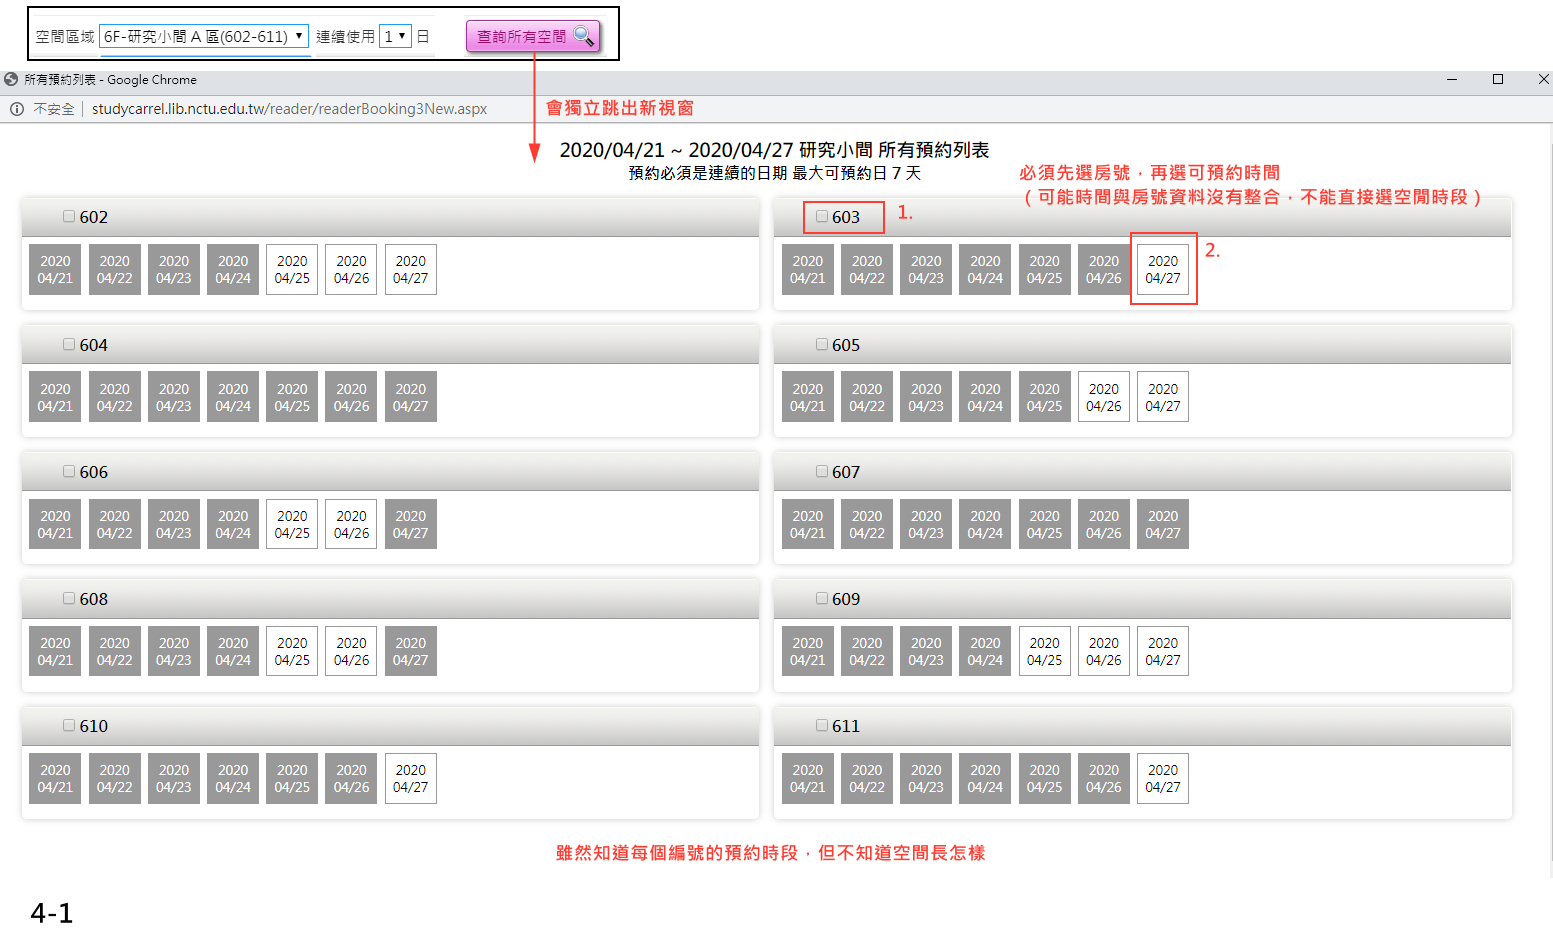 空間區域 6F-研究小間 A 區(602-611) 連續使用 1 日 查詢所有空間
所有預約列表 - Google Chrome
不安全 studycarrel.lib.nctu.edu.tw/reader/readerBooking3New.aspx
會獨立跳出新視窗
2020/04/21 ~ 2020/04/27 研究小間 所有預約列表
預約必須是連續的日期 最大可預約日 7 天
必須先選房號，再選可預約時間
（可能時間與房號資料沒有整合，不能直接選空閒時段）
602
2020 2020 2020 2020 2020 2020 2020
04/21 04/22 04/23 04/24 04/25 04/26 04/27
603 1.
2020 2020 2020 2020 2020 2020 2020 2.
04/21 04/22 04/23 04/24 04/25 04/26 04/27
604
2020 2020 2020 2020 2020 2020 2020
04/21 04/22 04/23 04/24 04/25 04/26 04/27
605
2020 2020 2020 2020 2020 2020 2020
04/21 04/22 04/23 04/24 04/25 04/26 04/27
606
2020 2020 2020 2020 2020 2020 2020
04/21 04/22 04/23 04/24 04/25 04/26 04/27
607
2020 2020 2020 2020 2020 2020 2020
04/21 04/22 04/23 04/24 04/25 04/26 04/27
608
2020 2020 2020 2020 2020 2020 2020
04/21 04/22 04/23 04/24 04/25 04/26 04/27
609
2020 2020 2020 2020 2020 2020 2020
04/21 04/22 04/23 04/24 04/25 04/26 04/27
610
2020 2020 2020 2020 2020 2020 2020
04/21 04/22 04/23 04/24 04/25 04/26 04/27
611
2020 2020 2020 2020 2020 2020 2020
04/21 04/22 04/23 04/24 04/25 04/26 04/27
雖然知道每個編號的預約時段，但不知道空間長怎樣
4-1